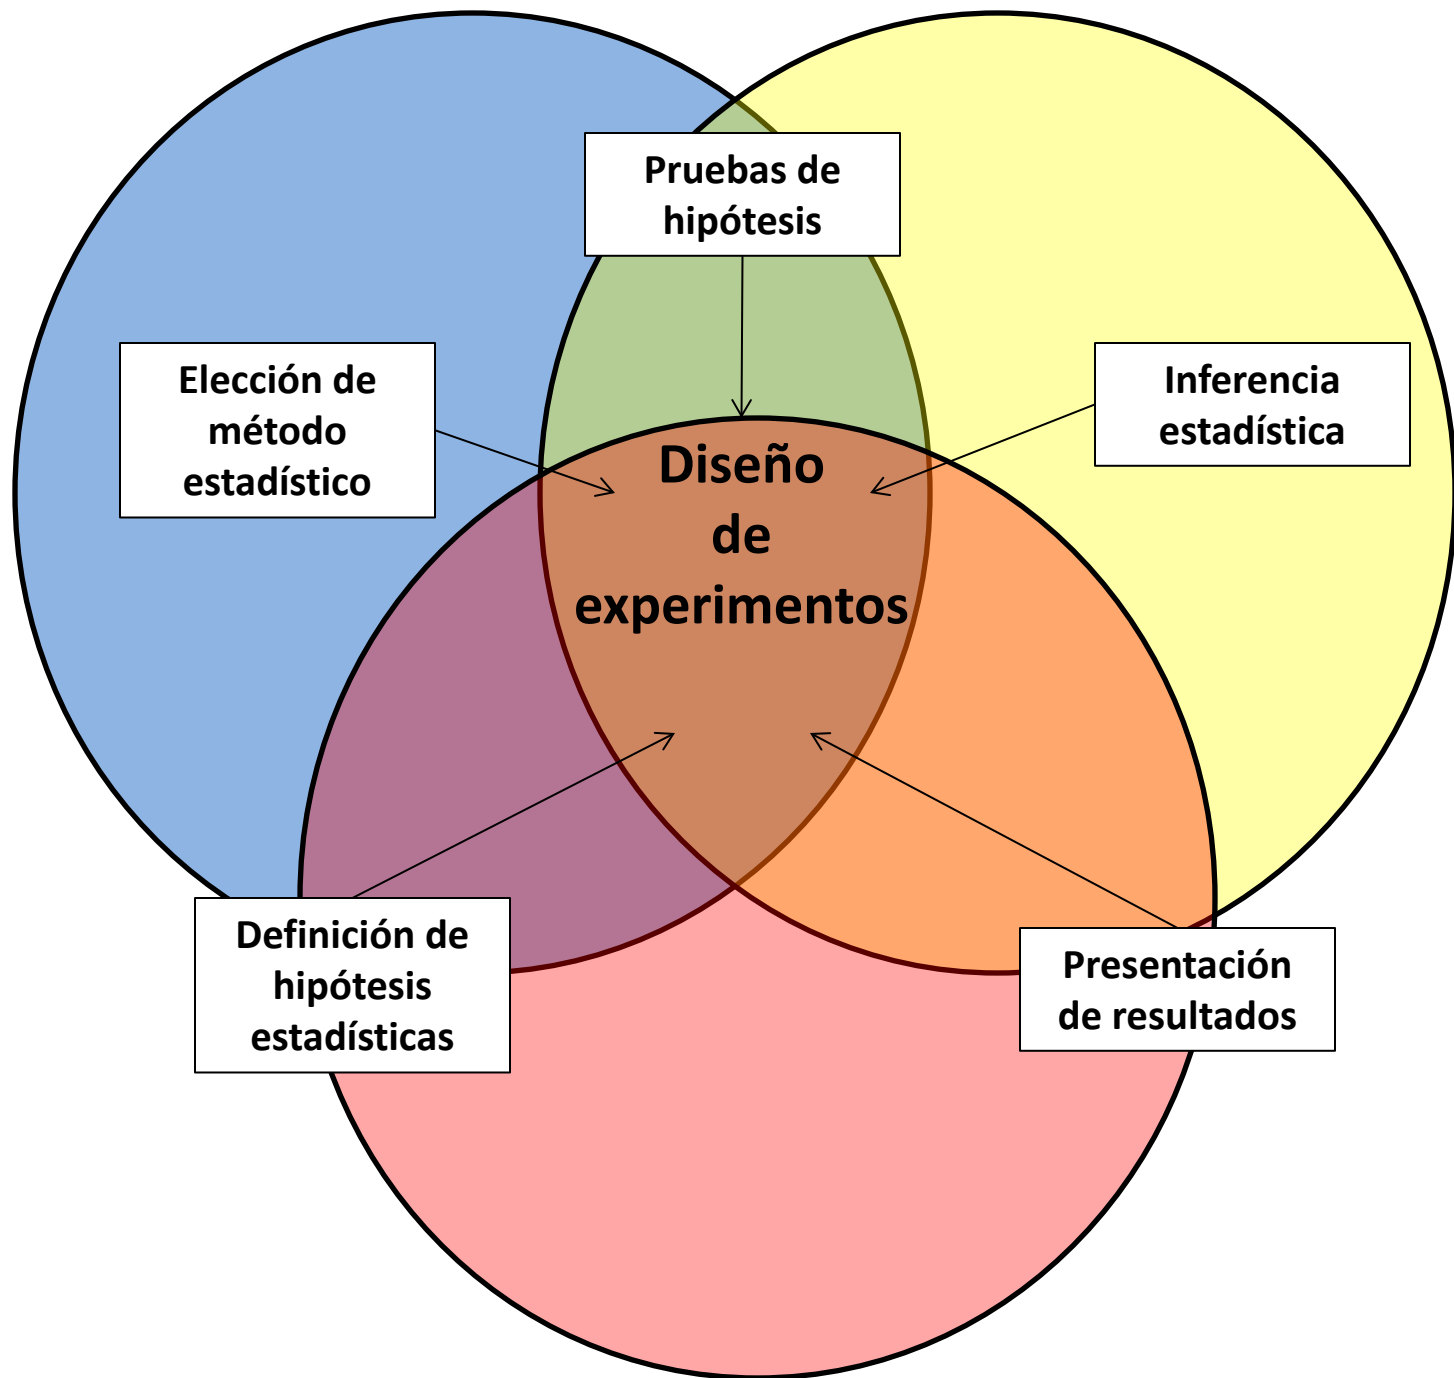 Pruebas de
hipótesis
Elección de
método
estadístico
Inferencia
estadística
Diseño
de
experimentos
Definición de
hipótesis
estadísticas
Presentación
de resultados